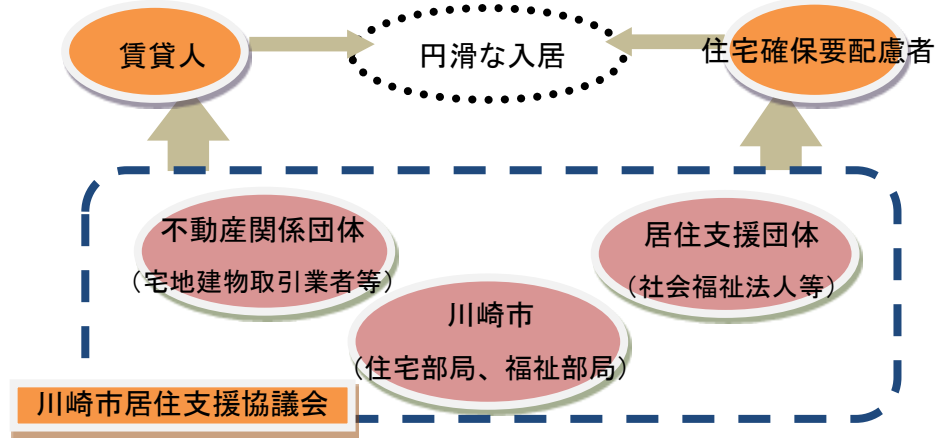 賃貸人
円滑な入居
住宅確保要配慮者
不動産関係団体
（宅地建物取引業者等）
居住支援団体
（社会福祉法人等）
川崎市
（住宅部局、福祉部局）
川崎市居住支援協議会